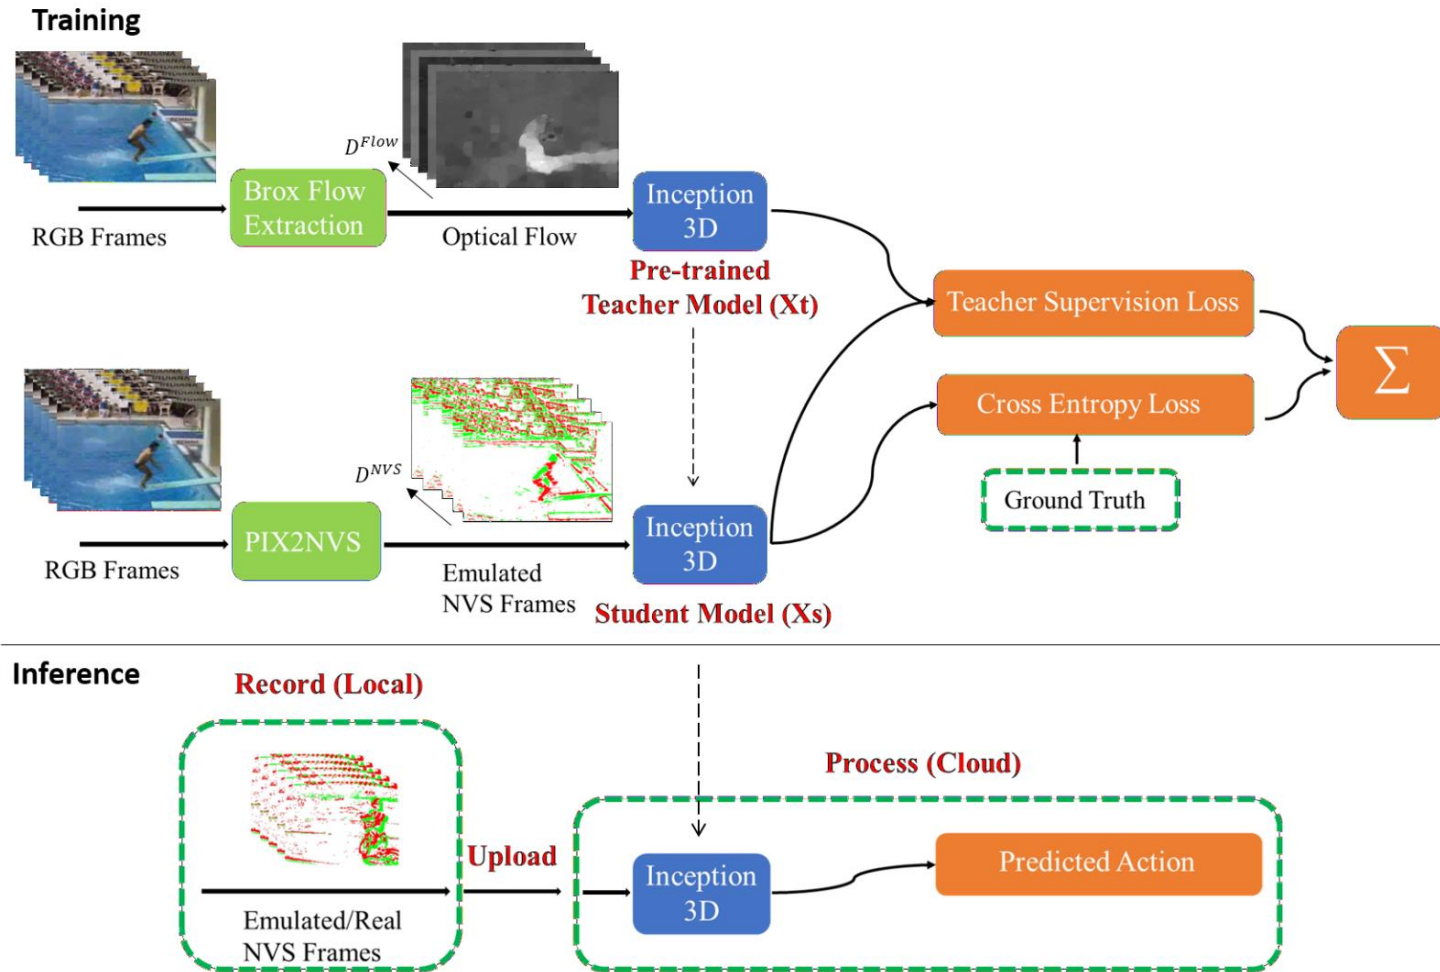 Training
D^{Flow}
Brox Flow
Extraction
RGB Frames
Optical Flow
Inception
3D
Pre-trained
Teacher Model (Xt)
Teacher Supervision Loss
∑
Cross Entropy Loss
Ground Truth
D^{NVS}
PIX2NVS
RGB Frames
Emulated
NVS Frames
Inception
3D
Student Model (Xs)
Inference
Record (Local)
Emulated/Real
NVS Frames
Upload
Process (Cloud)
Inception
3D
Predicted Action